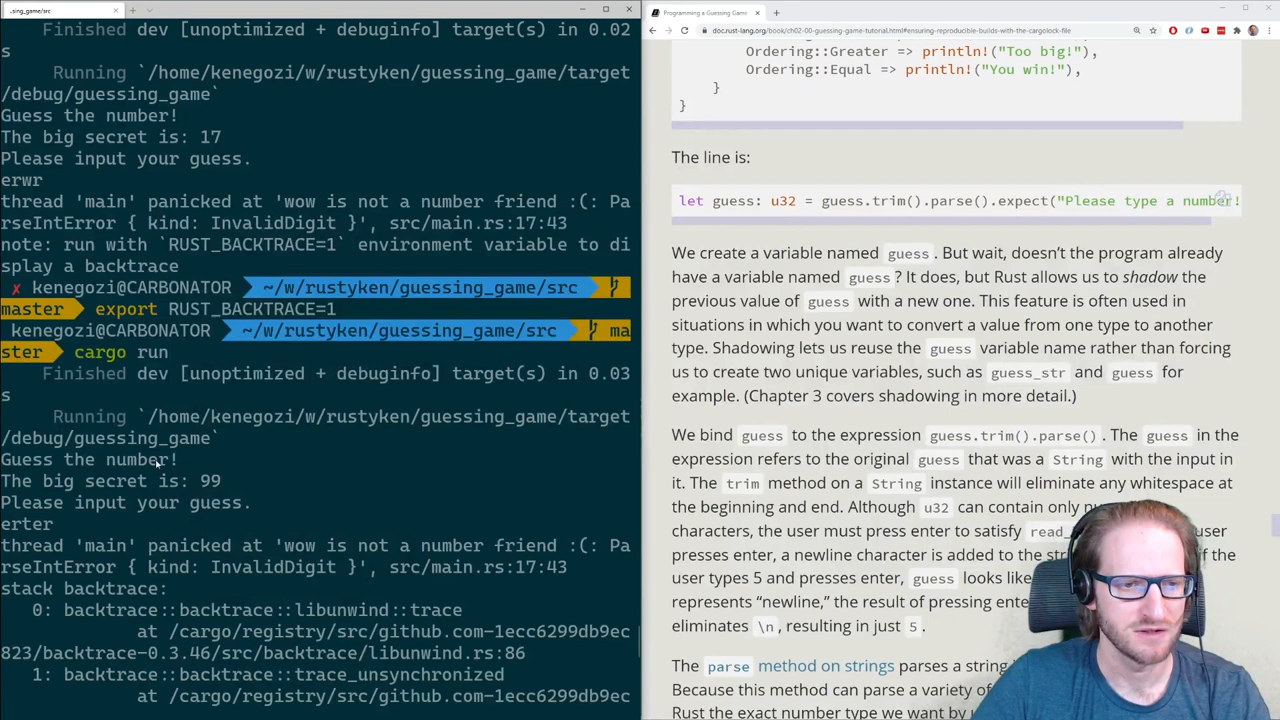 ..sing_game/src
Finished dev [unoptimized + debuginfo] target(s) in 0.02
s
Running `/home/kenegozi/w/rustyken/guessing_game/target
/debug/guessing_game`
Guess the number!
The big secret is: 17
Please input your guess.
erwr
thread 'main' panicked at 'wow is not a number friend :(: Pa
rseIntError { kind: InvalidDigit }', src/main.rs:17:43
note: run with `RUST_BACKTRACE=1` environment variable to di
splay a backtrace
✗ kenegozi@CARBONATOR ~/w/rustyken/guessing_game/src
master export RUST_BACKTRACE=1
kenegozi@CARBONATOR ~/w/rustyken/guessing_game/src ma
ster cargo run
Finished dev [unoptimized + debuginfo] target(s) in 0.03
s
Running `/home/kenegozi/w/rustyken/guessing_game/target
/debug/guessing_game`
Guess the number!
The big secret is: 99
Please input your guess.
erter
thread 'main' panicked at 'wow is not a number friend :(: Pa
rseIntError { kind: InvalidDigit }', src/main.rs:17:43
stack backtrace:
0: backtrace::backtrace::libunwind::trace
at /cargo/registry/src/github.com-1ecc6299db9ec
823/backtrace-0.3.46/src/backtrace/libunwind.rs:86
1: backtrace::backtrace::trace_unsynchronized
at /cargo/registry/src/github.com-1ecc6299db9ec
Programming a Guessing Game
doc.rust-lang.org/book/ch02-00-guessing-game-tutorial.html#ensuring-reproducible-builds-with-the-cargolock-file
Ordering::Greater => println!("Too big!"),
Ordering::Equal => println!("You win!"),
}
}
The line is:
let guess: u32 = guess.trim().parse().expect("Please type a number!
We create a variable named guess. But wait, doesn’t the program already
have a variable named guess? It does, but Rust allows us to shadow the
previous value of guess with a new one. This feature is often used in
situations in which you want to convert a value from one type to another
type. Shadowing lets us reuse the guess variable name rather than forcing
us to create two unique variables, such as guess_str and guess for
example. (Chapter 3 covers shadowing in more detail.)
We bind guess to the expression guess.trim().parse(). The guess in the
expression refers to the original guess that was a String with the input in
it. The trim method on a String instance will eliminate any whitespace at
the beginning and end. Although u32 can contain only
characters, the user must press enter to satisfy read_ user
presses enter, a newline character is added to the f the
user types 5 and presses enter, guess looks like
represents “newline,” the result of pressing
eliminates \n, resulting in just 5.
The parse method on strings parses a string
Because this method can parse a variety of
Rust the exact number type we want by